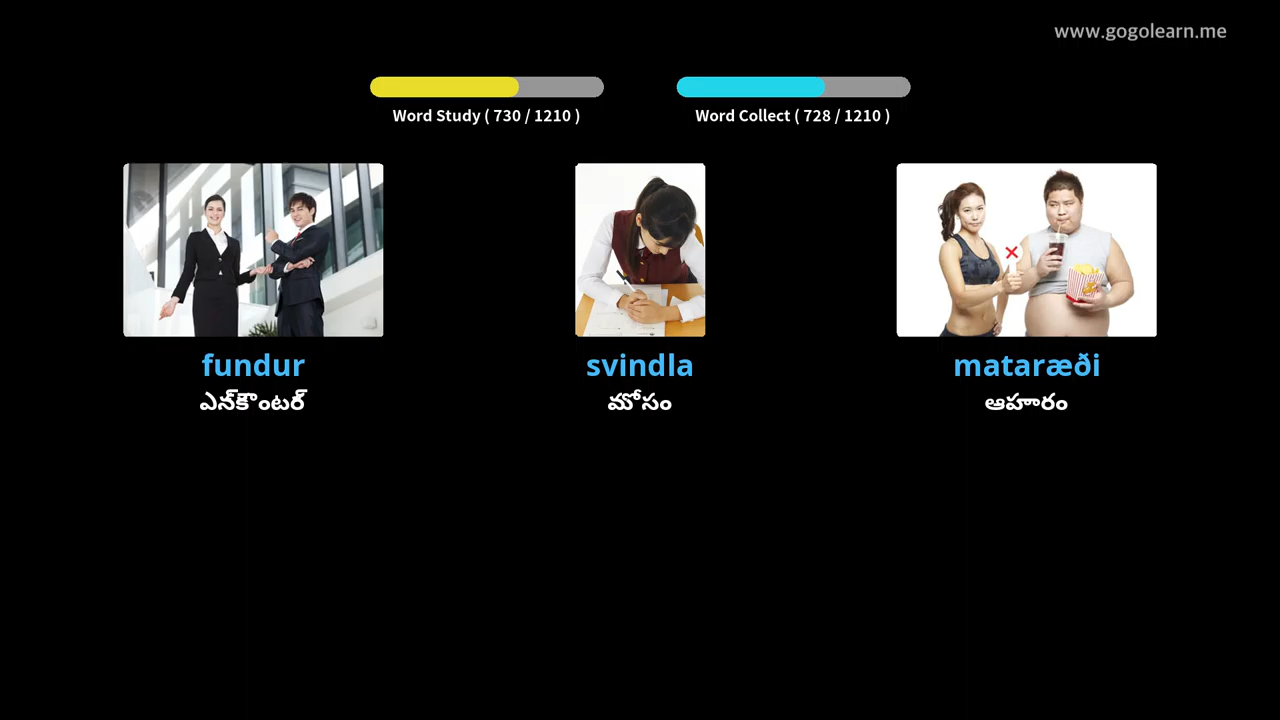 www.gogolearn.me
Word Study ( 730 / 1210 )
Word Collect ( 728 / 1210 )
fundur
ఎన్‌కౌంటర్
svindla
మోసం
mataræði
ఆహారం